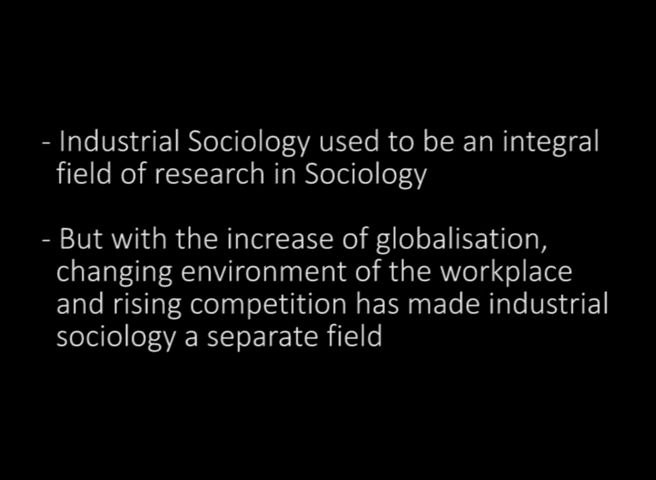 - Industrial Sociology used to be an integral
field of research in Sociology
- But with the increase of globalisation,
changing environment of the workplace
and rising competition has made industrial
sociology a separate field